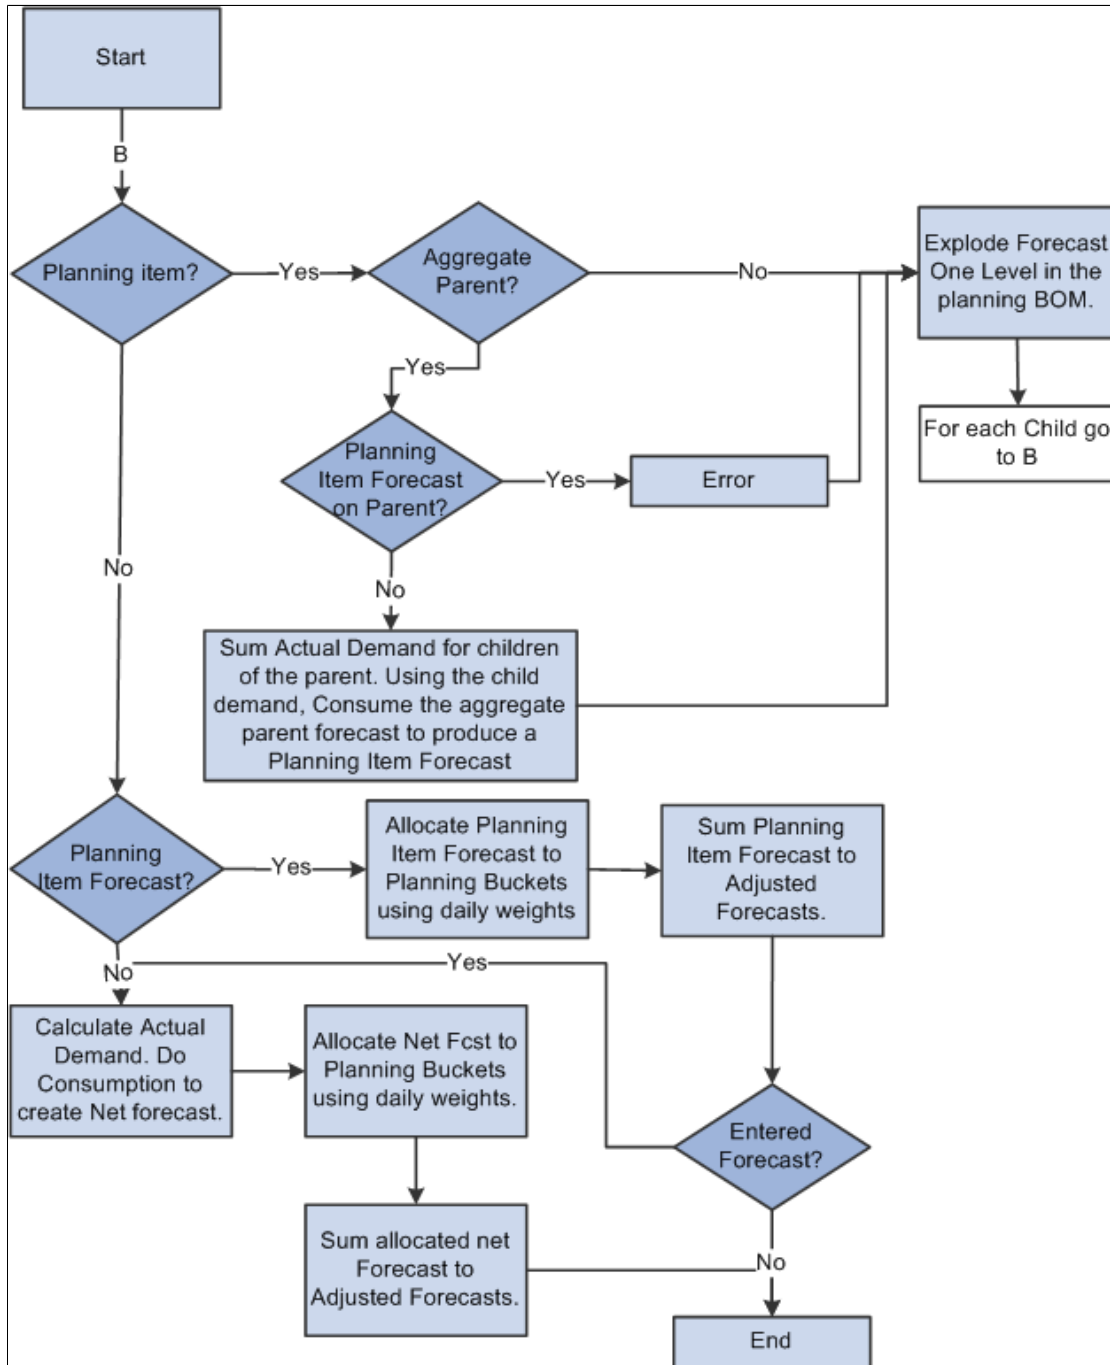 Start
B
Planning item?
Yes
Aggregate
Parent?
No
Explode Forecast
One Level in the
planning BOM.
Yes
For each Child go
to B
Planning
Item Forecast
on Parent?
Yes
Error
No
No
Sum Actual Demand for children
of the parent. Using the child
demand, Consume the aggregate
parent forecast to produce a
Planning Item Forecast
Planning
Item Forecast?
Yes
Allocate Planning
Item Forecast to
Planning Buckets
using daily weights
Sum Planning
Item Forecast to
Adjusted
Forecasts.
No
Yes
Calculate Actual
Demand. Do
Consumption to
create Net forecast.
Allocate Net Fcst to
Planning Buckets
using daily weights.
Entered
Forecast?
Sum allocated net
Forecast to
Adjusted Forecasts.
No
End